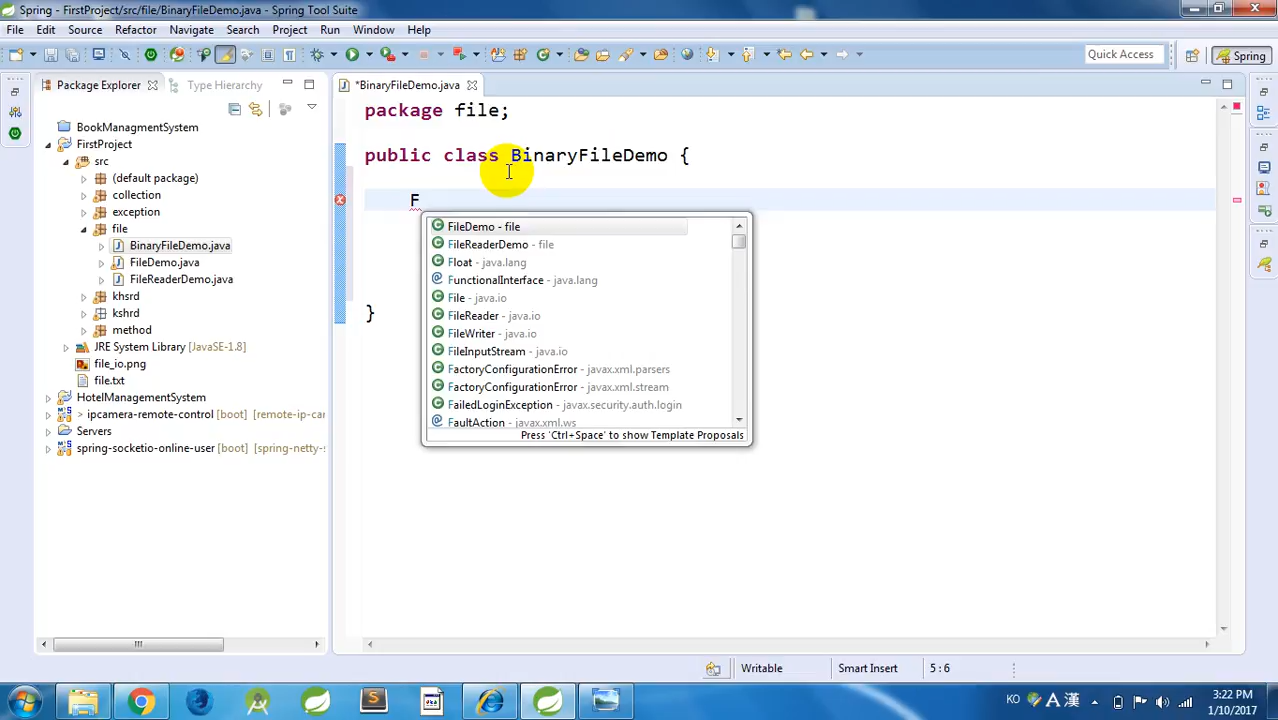 Spring - FirstProject/src/file/BinaryFileDemo.java - Spring Tool Suite
File Edit Source Refactor Navigate Search Project Run Window Help
Quick Access
Spring
Package Explorer
Type Hierarchy
*BinaryFileDemo.java
BookManagmentSystem
FirstProject
src
(default package)
collection
exception
file
BinaryFileDemo.java
FileDemo.java
FileReaderDemo.java
khsrd
kshrd
method
JRE System Library [JavaSE-1.8]
file_io.png
file.txt
HotelManagementSystem
> ipcamera-remote-control [boot] [remote-ip-car
Servers
spring-socketio-online-user [boot] [spring-netty-s
package file;
public class BinaryFileDemo {
F
FileDemo - file
FileReaderDemo - file
Float - java.lang
FunctionalInterface - java.lang
File - java.io
FileReader - java.io
FileWriter - java.io
FileInputStream - java.io
FactoryConfigurationError - javax.xml.parsers
FactoryConfigurationError - javax.xml.stream
FailedLoginException - javax.security.auth.login
FaultAction - javax.xml.ws
Press 'Ctrl+Space' to show Template Proposals
}
Writable
Smart Insert
5 : 6
KO A 漢
3:22 PM
1/10/2017